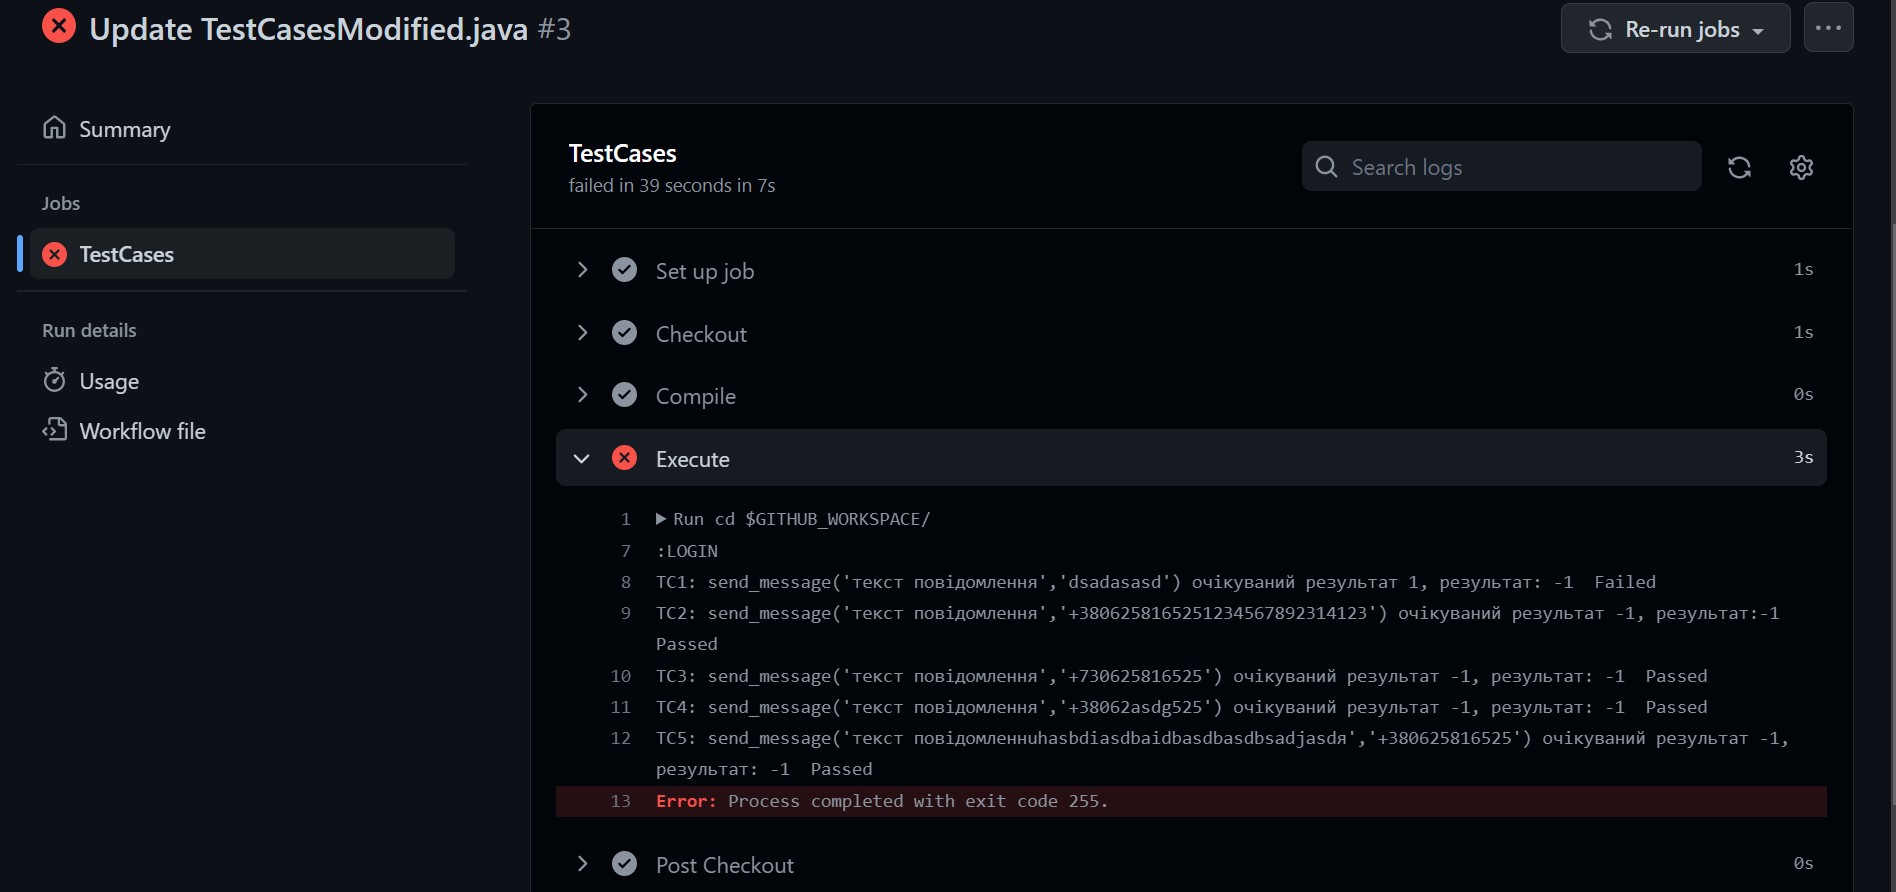 Update TestCasesModified.java #3
Re-run jobs
Summary
Jobs
TestCases
Run details
Usage
Workflow file
TestCases
failed in 39 seconds in 7s
Search logs
Set up job 1s
Checkout 1s
Compile 0s
Execute 3s
1 Run cd $GITHUB_WORKSPACE/
7 :LOGIN
8 TC1: send_message('текст повідомлення','dsadasasd') очікуваний результат 1, результат: -1  Failed
9 TC2: send_message('текст повідомлення','+3806258165251234567892314123') очікуваний результат -1, результат:-1
Passed
10 TC3: send_message('текст повідомлення','+730625816525') очікуваний результат -1, результат: -1  Passed
11 TC4: send_message('текст повідомлення','+38062asdg525') очікуваний результат -1, результат: -1  Passed
12 TC5: send_message('текст повідомленнuhasbdiasdbaidbasdbasdbsadjasdя','+380625816525') очікуваний результат -1,
результат: -1  Passed
13 Error: Process completed with exit code 255.
Post Checkout 0s